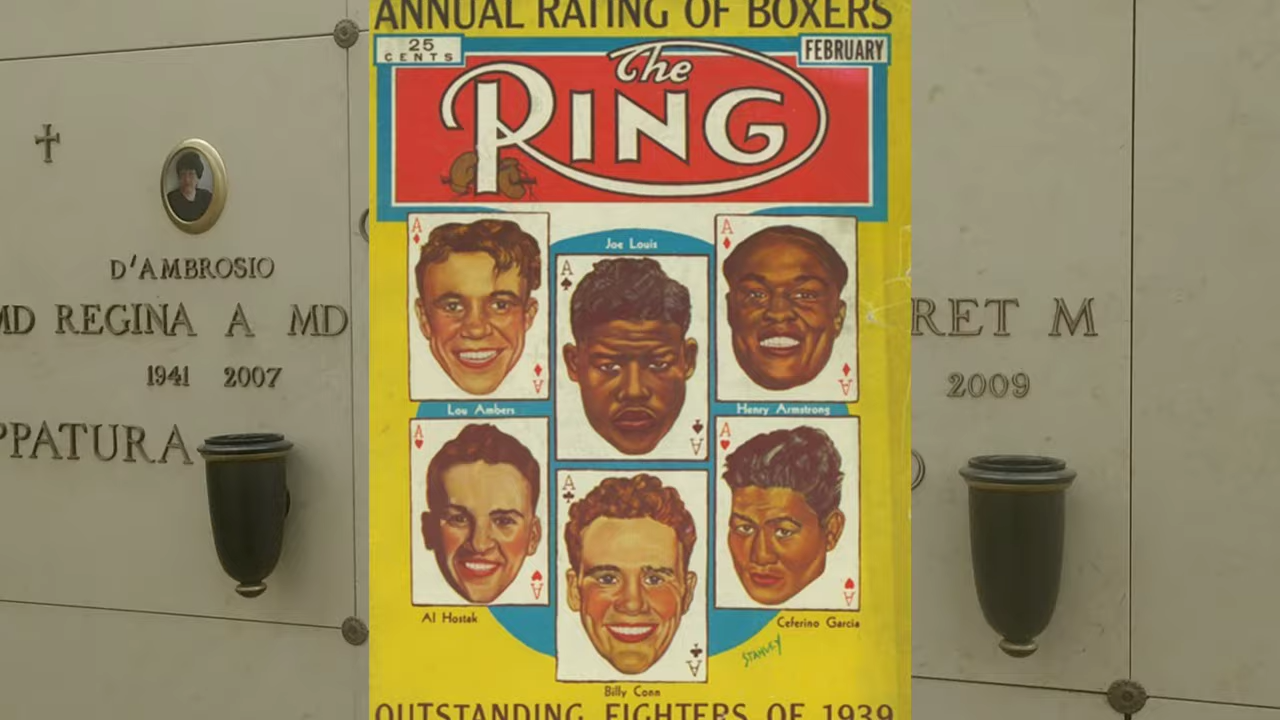 ANNUAL RATING OF BOXERS
25
CENTS
FEBRUARY
The
RING
A
A
Joe Louis
A
A
A
A
Lou Ambers
A
Henry Armstrong
A
A
A
A
A
A
A
Al Hostak
Ceferino Garcia
STANLEY
Billy Conn
OUTSTANDING FIGHTERS OF 1939
D'AMBROSIO
MD REGINA A MD
1941 2007
PPATURA
RET M
2009